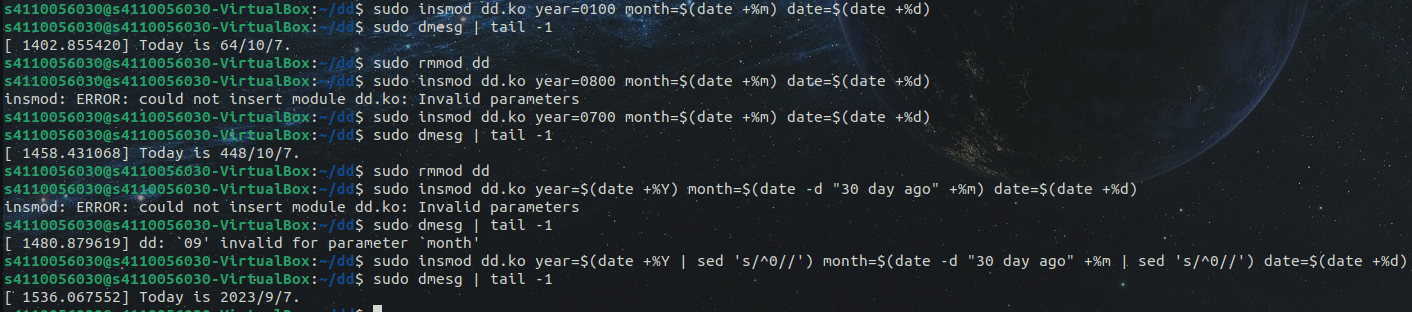 s4110056030@s4110056030-VirtualBox:~/dd$ sudo insmod dd.ko year=0100 month=$(date +%m) date=$(date +%d)
s4110056030@s4110056030-VirtualBox:~/dd$ sudo dmesg | tail -1
[ 1402.855420] Today is 64/10/7.
s4110056030@s4110056030-VirtualBox:~/dd$ sudo rmmod dd
s4110056030@s4110056030-VirtualBox:~/dd$ sudo insmod dd.ko year=0800 month=$(date +%m) date=$(date +%d)
insmod: ERROR: could not insert module dd.ko: Invalid parameters
s4110056030@s4110056030-VirtualBox:~/dd$ sudo insmod dd.ko year=0700 month=$(date +%m) date=$(date +%d)
s4110056030@s4110056030-VirtualBox:~/dd$ sudo dmesg | tail -1
[ 1458.431068] Today is 448/10/7.
s4110056030@s4110056030-VirtualBox:~/dd$ sudo rmmod dd
s4110056030@s4110056030-VirtualBox:~/dd$ sudo insmod dd.ko year=$(date +%Y) month=$(date -d "30 day ago" +%m) date=$(date +%d)
insmod: ERROR: could not insert module dd.ko: Invalid parameters
s4110056030@s4110056030-VirtualBox:~/dd$ sudo dmesg | tail -1
[ 1480.879619] dd: `09' invalid for parameter `month'
s4110056030@s4110056030-VirtualBox:~/dd$ sudo insmod dd.ko year=$(date +%Y | sed 's/^0//') month=$(date -d "30 day ago" +%m | sed 's/^0//') date=$(date +%d)
s4110056030@s4110056030-VirtualBox:~/dd$ sudo dmesg | tail -1
[ 1536.067552] Today is 2023/9/7.
s4110056030@s4110056030-VirtualBox:~/dd$